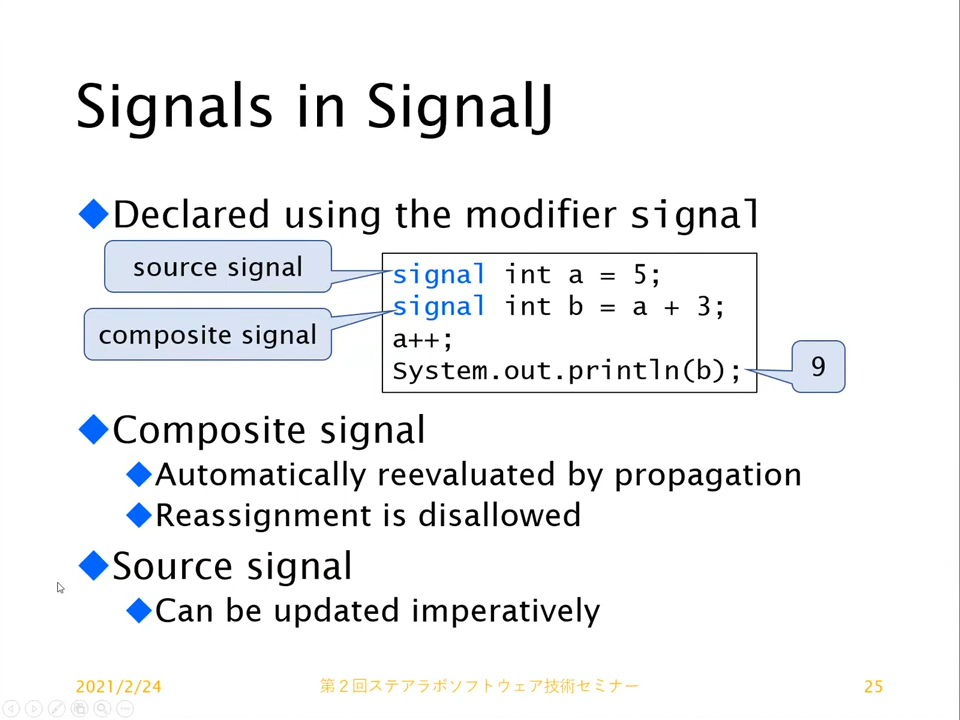 Signals in SignalJ
Declared using the modifier signal
source signal
composite signal
signal int a = 5;
signal int b = a + 3;
a++;
System.out.println(b);
9
Composite signal
Automatically reevaluated by propagation
Reassignment is disallowed
Source signal
Can be updated imperatively
2021/2/24
第２回ステアラボソフトウェア技術セミナー
25